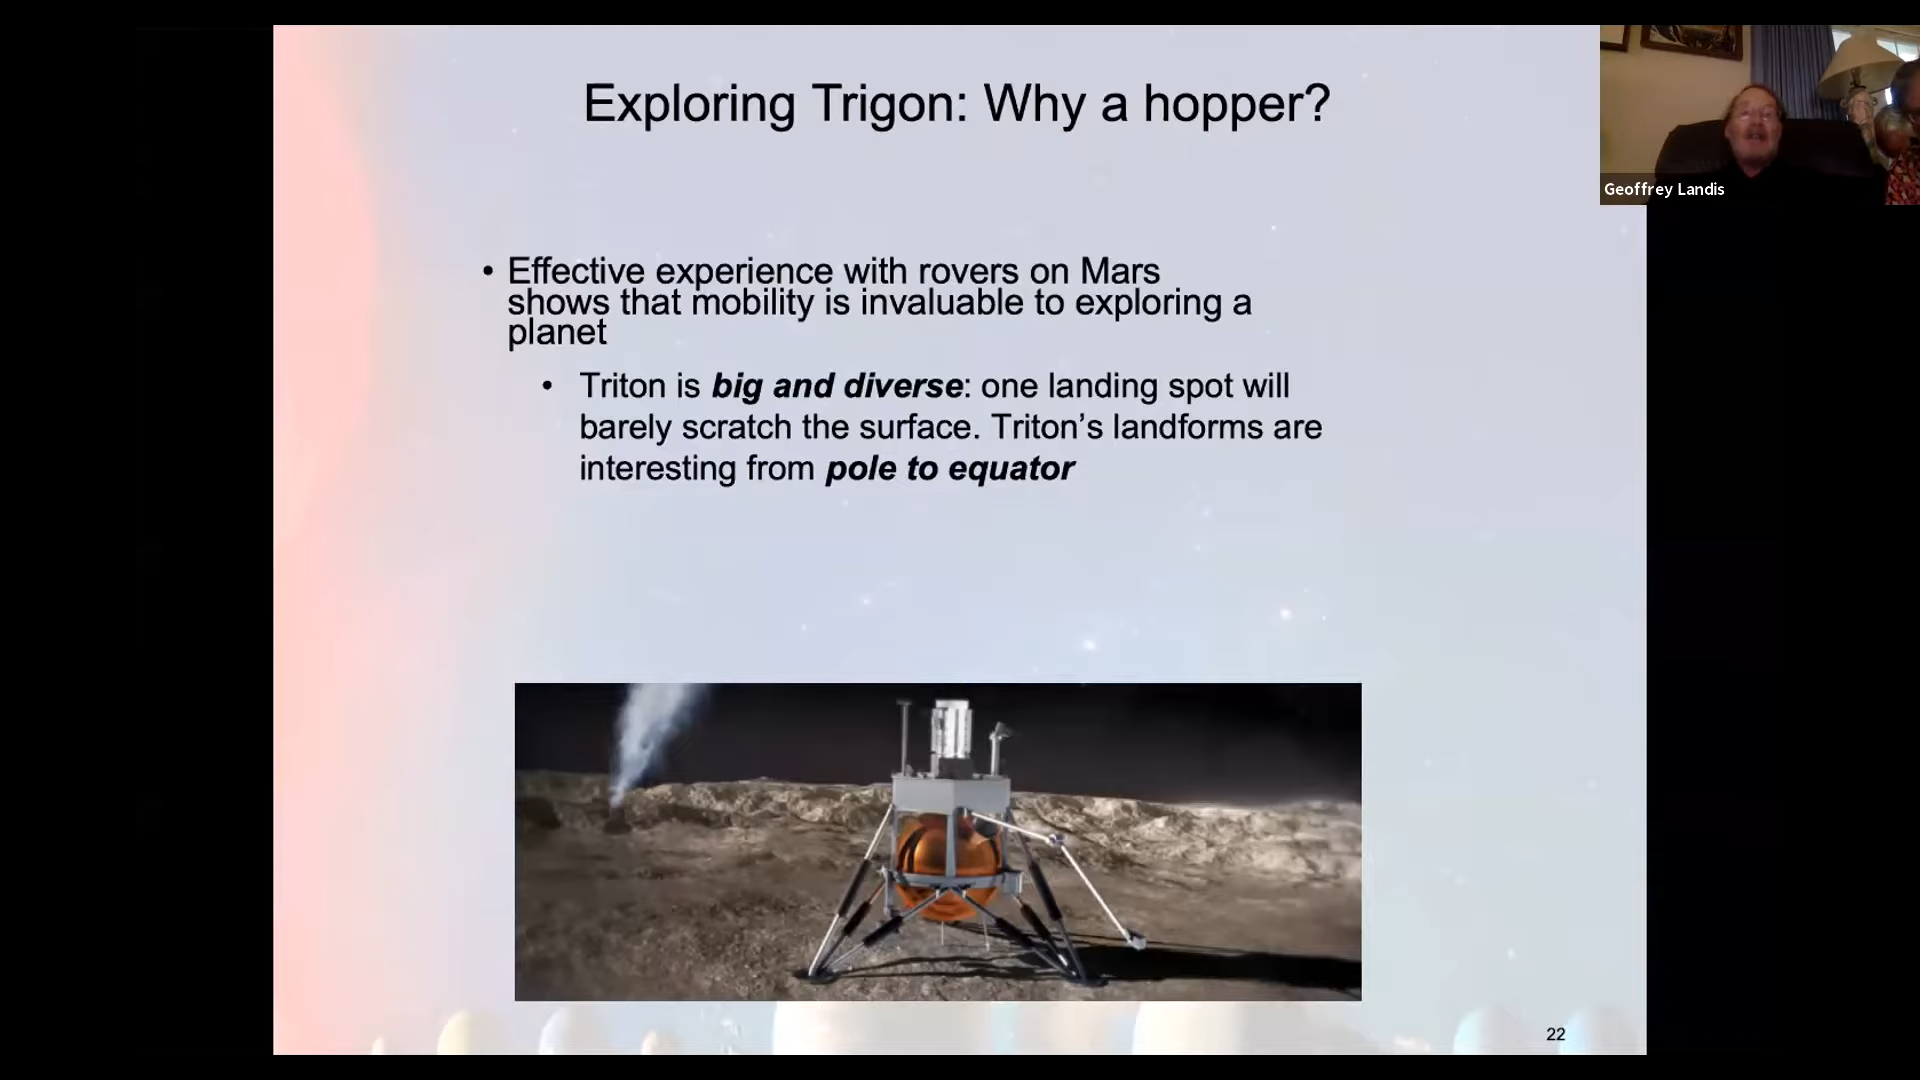 Exploring Trigon: Why a hopper?
Geoffrey Landis
• Effective experience with rovers on Mars
shows that mobility is invaluable to exploring a
planet
• Triton is big and diverse: one landing spot will
barely scratch the surface. Triton’s landforms are
interesting from pole to equator
22